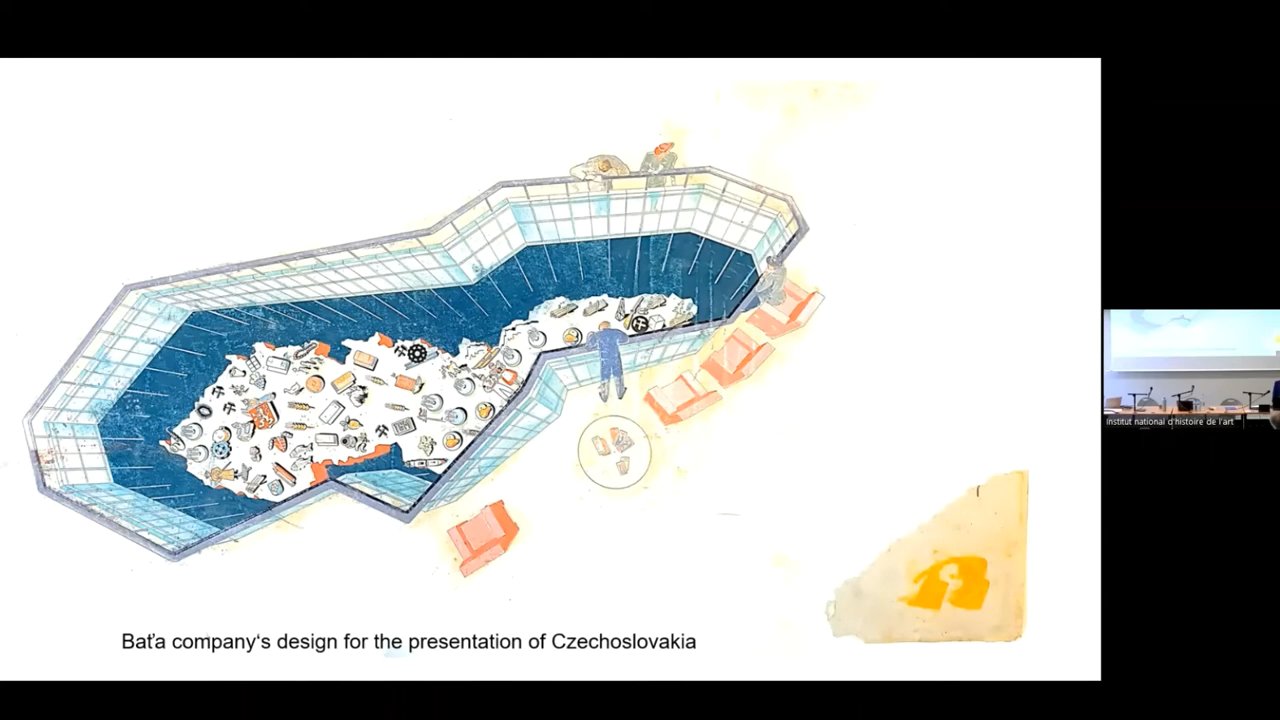 Baťa company‘s design for the presentation of Czechoslovakia
institut national d'histoire de l'art